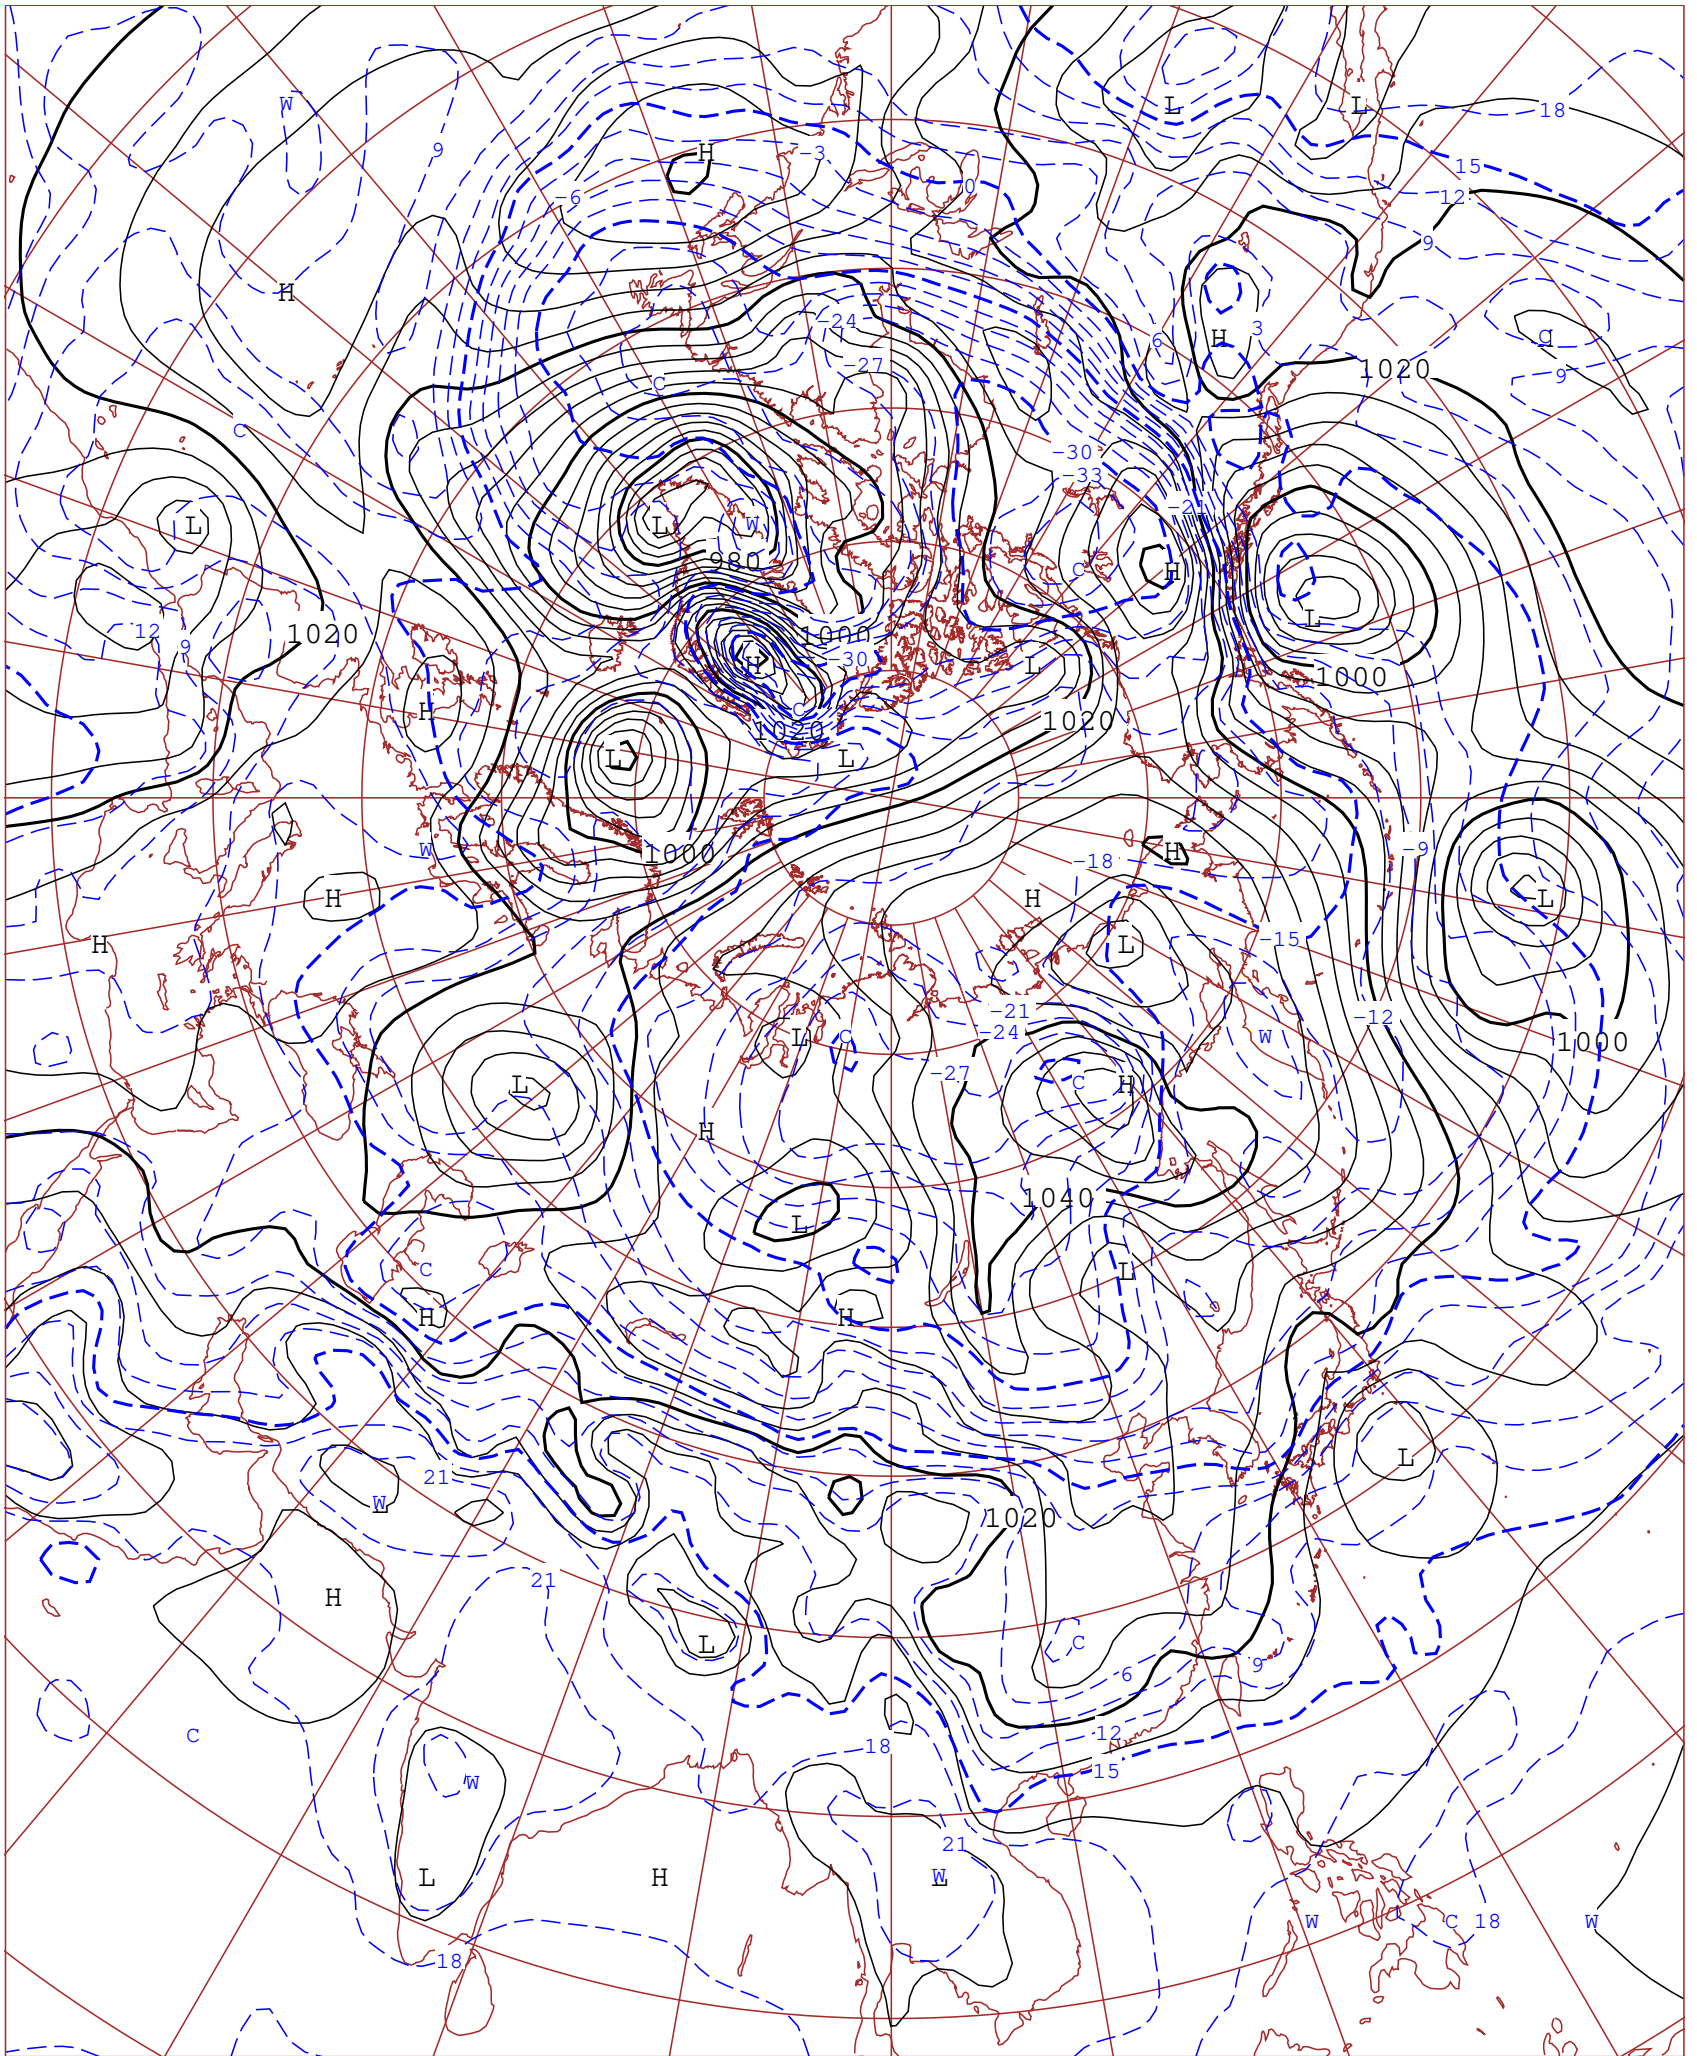 W L L 18
9 H -3 15
-6 0 12
9
H -24 6 H 3 C
-27 1020 9
C
C -30
-33
L L W -21
980 C H
12 1020 1000 L
9 -30 L
H H C 1000
1020 1020
L L
W 1000 -18 H -9
H H L
H L -15
-21 -12
L C -24 W 1000
L -27 C H
H
L 1040
C L
H H
21 L
W 1020
H 21
L C
C 6 9
18 12
W 15
21
L H W L
18 W C 18 W